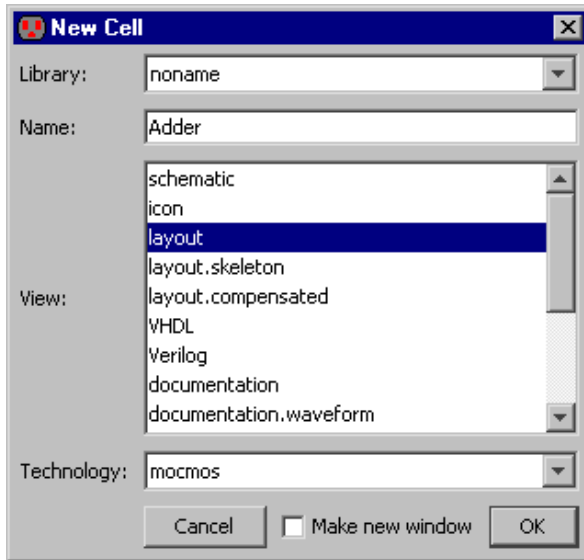 New Cell
Library: noname
Name: Adder
View:
schematic
icon
layout
layout.skeleton
layout.compensated
VHDL
Verilog
documentation
documentation.waveform
Technology: mocmos
Cancel Make new window OK